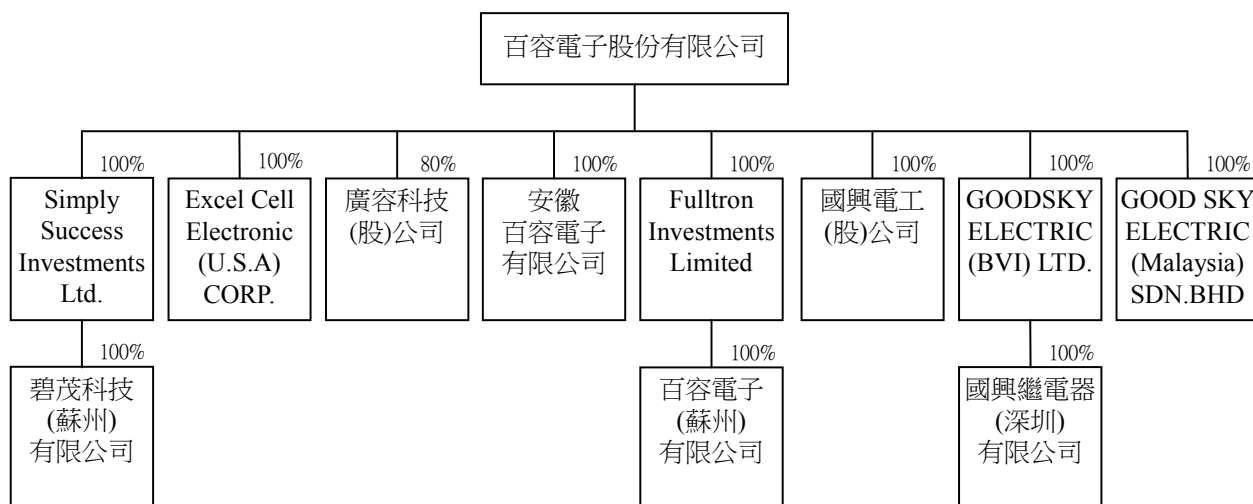 百容電子股份有限公司
100%
Simply
Success
Investments
Ltd.
100%
Excel Cell
Electronic
(U.S.A)
CORP.
80%
廣容科技
(股)公司
100%
安徽
百容電子
有限公司
100%
Fulltron
Investments
Limited
100%
國興電工
(股)公司
100%
GOODSKY
ELECTRIC
(BVI) LTD.
100%
GOOD SKY
ELECTRIC
(Malaysia)
SDN.BHD
100%
碧茂科技
(蘇州)
有限公司
100%
百容電子
(蘇州)
有限公司
100%
國興繼電器
(深圳)
有限公司